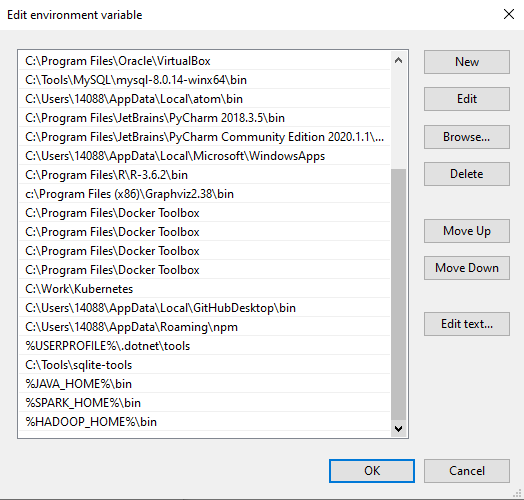 Edit environment variable
C:\Program Files\Oracle\VirtualBox
New
C:\Tools\MySQL\mysql-8.0.14-winx64\bin
C:\Users\14088\AppData\Local\atom\bin
Edit
C:\Program Files\JetBrains\PyCharm 2018.3.5\bin
C:\Program Files\JetBrains\PyCharm Community Edition 2020.1.1\...
Browse...
C:\Users\14088\AppData\Local\Microsoft\WindowsApps
C:\Program Files\R\R-3.6.2\bin
Delete
c:\Program Files (x86)\Graphviz2.38\bin
C:\Program Files\Docker Toolbox
C:\Program Files\Docker Toolbox
Move Up
C:\Program Files\Docker Toolbox
C:\Program Files\Docker Toolbox
Move Down
C:\Work\Kubernetes
C:\Users\14088\AppData\Local\GitHubDesktop\bin
C:\Users\14088\AppData\Roaming\npm
Edit text...
%USERPROFILE%\.dotnet\tools
C:\Tools\sqlite-tools
%JAVA_HOME%\bin
%SPARK_HOME%\bin
%HADOOP_HOME%\bin
OK
Cancel